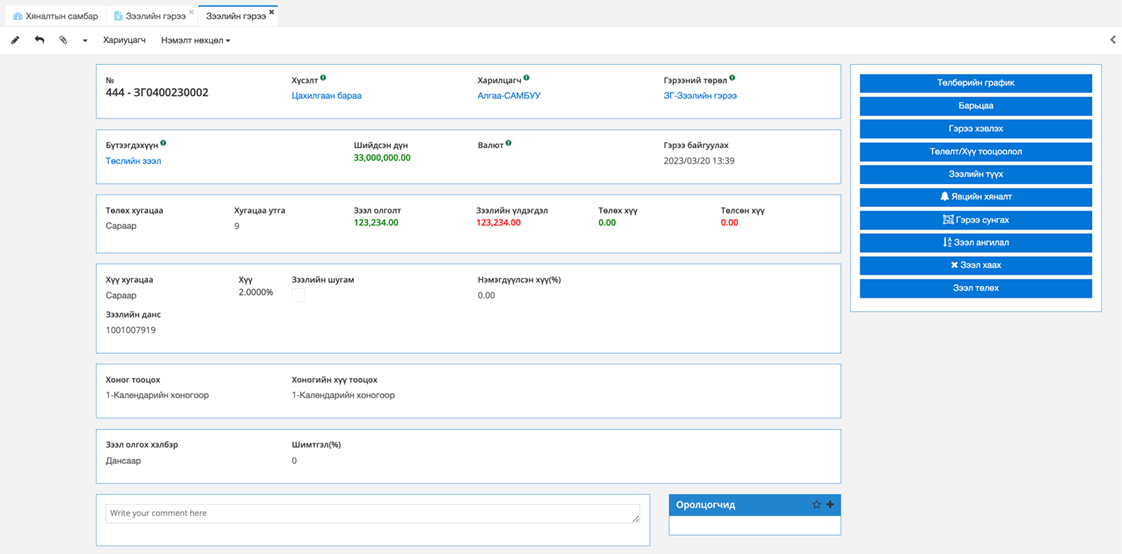 Хяналтын самбар Зээлийн гэрээ Зээлийн гэрээ
Хариуцагч Нэмэлт нөхцөл
№ Хүсэлт Харилцагч Гэрээний төрөл
444 - ЗГ0400230002 Цахилгаан бараа Алгаа-САМБУУ ЗГ-Зээлийн гэрээ
Бүтээгдэхүүн Шийдсэн дүн Валют Гэрээ байгуулах
Төслийн зээл 33,000,000.00 2023/03/20 13:39
Төлөх хугацаа Хугацаа утга Зээл олголт Зээлийн үлдэгдэл Төлөх хүү Төлсөн хүү
Сараар 9 123,234.00 123,234.00 0.00 0.00
Хүү хугацаа Хүү Зээлийн шугам Нэмэгдүүлсэн хүү(%)
Сараар 2.0000% 0.00
Зээлийн данс
1001007919
Хоног тооцох Хоногийн хүү тооцох
1-Календарийн хоногоор 1-Календарийн хоногоор
Зээл олгох хэлбэр Шимтгэл(%)
Дансаар 0
Write your comment here
Оролцогчид
Төлбөрийн график
Барьцаа
Гэрээ хэвлэх
Төлөлт/Хүү тооцоолол
Зээлийн түүх
Явцийн хяналт
Гэрээ сунгах
Зээл ангилал
Зээл хаах
Зээл төлөх